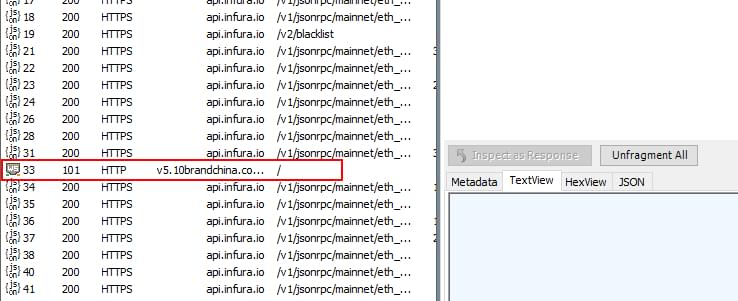 17 200 HTTPS api.infura.io /v1/jsonrpc/mainnet/eth_...
18 200 HTTPS api.infura.io /v1/jsonrpc/mainnet/eth_...
19 200 HTTPS api.infura.io /v2/blacklist
21 200 HTTPS api.infura.io /v1/jsonrpc/mainnet/eth_... 3
22 200 HTTPS api.infura.io /v1/jsonrpc/mainnet/eth_...
23 200 HTTPS api.infura.io /v1/jsonrpc/mainnet/eth_... 2
24 200 HTTPS api.infura.io /v1/jsonrpc/mainnet/eth_...
26 200 HTTPS api.infura.io /v1/jsonrpc/mainnet/eth_...
28 200 HTTPS api.infura.io /v1/jsonrpc/mainnet/eth_...
31 200 HTTPS api.infura.io /v1/jsonrpc/mainnet/eth_... 3
33 101 HTTP v5.10brandchina.co... /
34 200 HTTPS api.infura.io /v1/jsonrpc/mainnet/eth_...
35 200 HTTPS api.infura.io /v1/jsonrpc/mainnet/eth_...
36 200 HTTPS api.infura.io /v1/jsonrpc/mainnet/eth_...
37 200 HTTPS api.infura.io /v1/jsonrpc/mainnet/eth_... 2
38 200 HTTPS api.infura.io /v1/jsonrpc/mainnet/eth_...
40 200 HTTPS api.infura.io /v1/jsonrpc/mainnet/eth_...
41 200 HTTPS api.infura.io /v1/jsonrpc/mainnet/eth_...
Inspect as Response Unfragment All
Metadata TextView HexView JSON